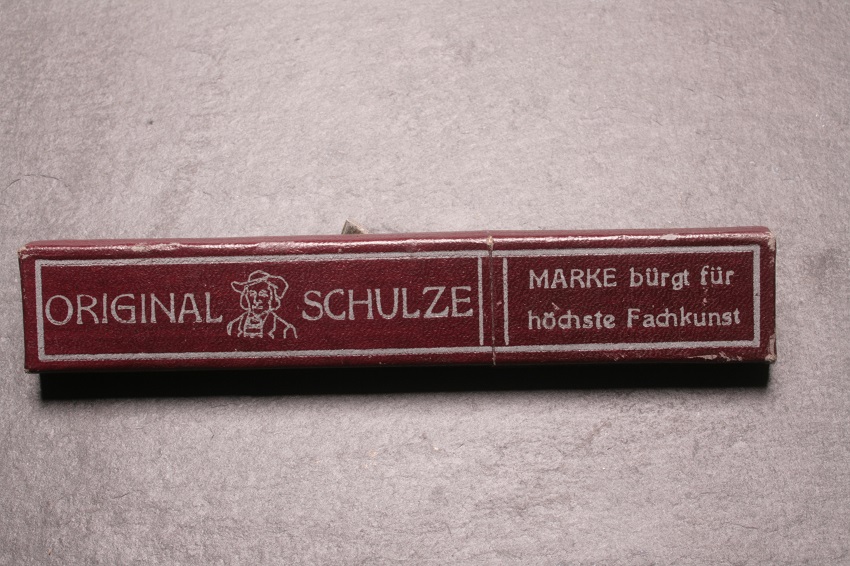 ORIGINAL SCHULZE
MARKE bürgt für
höchste Fachkunst